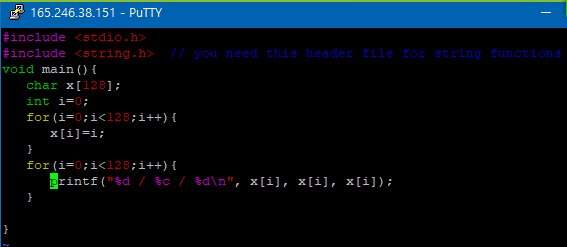 165.246.38.151 - PuTTY
#include <stdio.h>
#include <string.h>  // you need this header file for string functions
void main(){
   char x[128];
   int i=0;
   for(i=0;i<128;i++){
      x[i]=i;
   }
   for(i=0;i<128;i++){
      printf("%d / %c / %d\n", x[i], x[i], x[i]);
   }

}
~